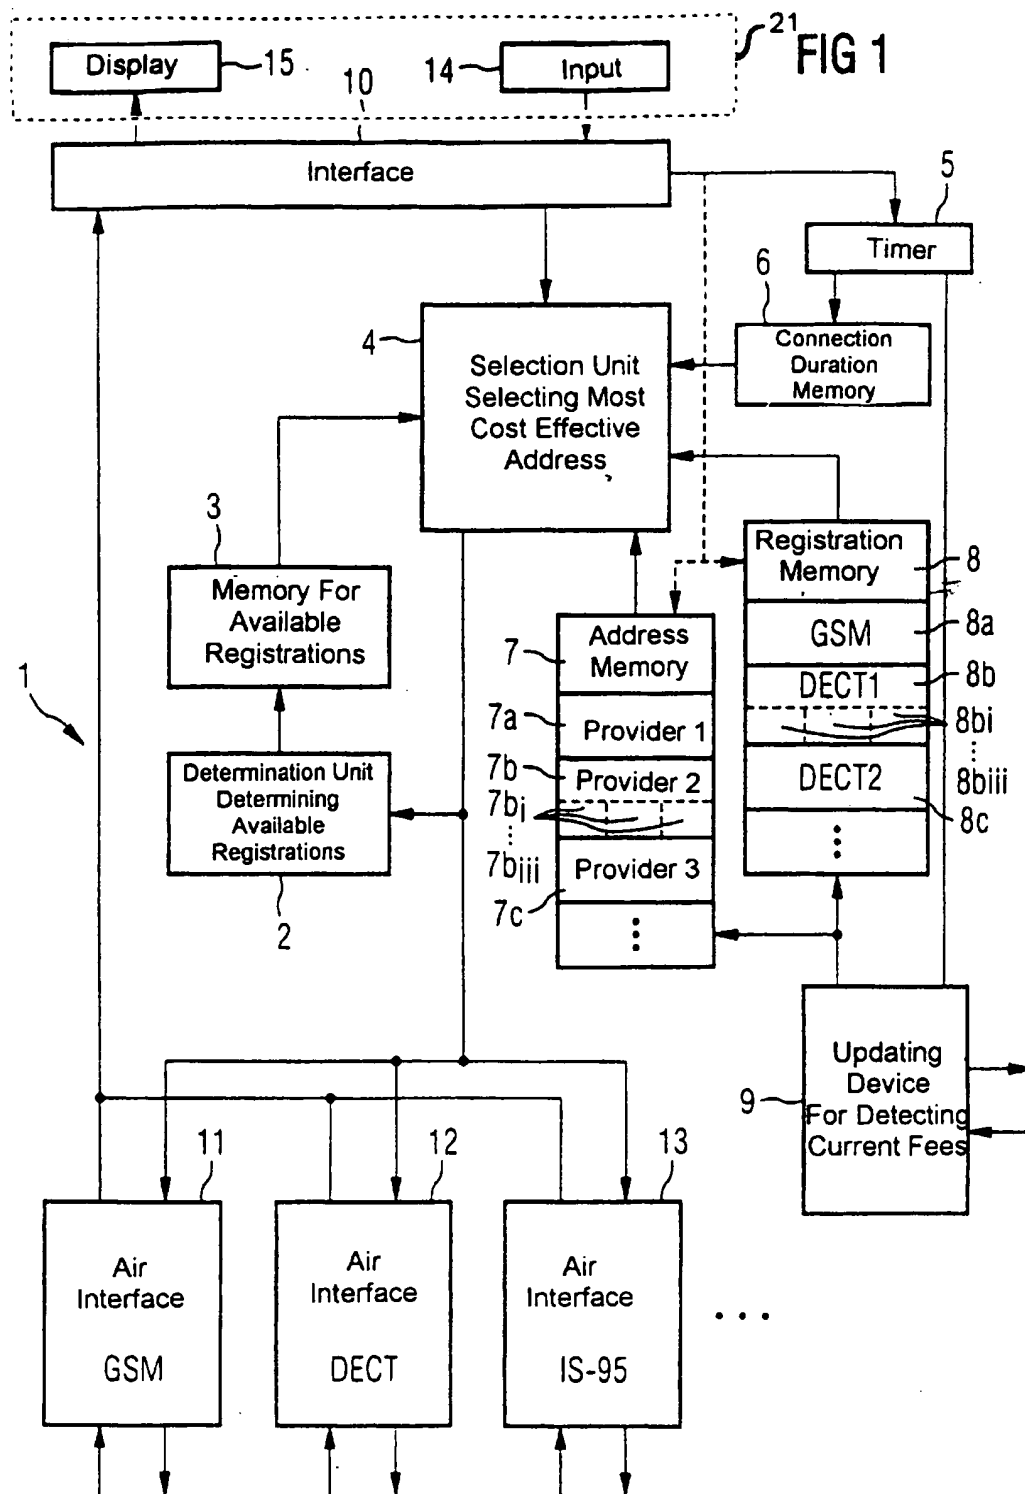 21
FIG 1
Display
15
14
Input
10
Interface
5
Timer
6
Connection
Duration
Memory
4
Selection Unit
Selecting Most
Cost Effective
Address
3
Memory For
Available
Registrations
Registration
Memory
8
GSM
8a
DECT1
8b
8bi
8biii
DECT2
8c
7
Address
Memory
7a
Provider 1
7b
Provider 2
7bi
7biii
Provider 3
7c
1
Determination Unit
Determining
Available
Registrations
2
9
Updating
Device
For Detecting
Current Fees
11
Air
Interface
GSM
12
Air
Interface
DECT
13
Air
Interface
IS-95